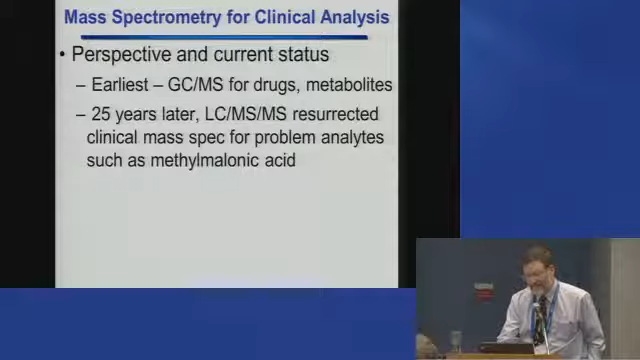 Mass Spectrometry for Clinical Analysis
• Perspective and current status
– Earliest – GC/MS for drugs, metabolites
– 25 years later, LC/MS/MS resurrected
clinical mass spec for problem analytes
such as methylmalonic acid